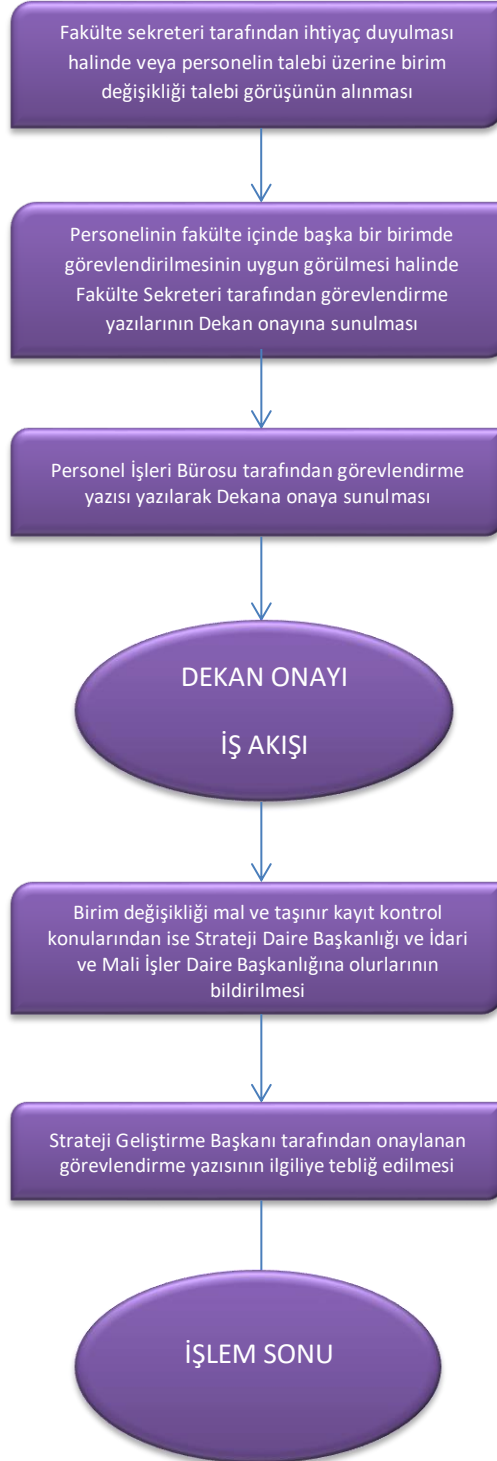 Fakülte sekreteri tarafından ihtiyaç duyulması
halinde veya personelin talebi üzerine birim
değişikliği talebi görüşünün alınması
Personelinin fakülte içinde başka bir birimde
görevlendirilmesinin uygun görülmesi halinde
Fakülte Sekreteri tarafından görevlendirme
yazılarının Dekan onayına sunulması
Personel İşleri Bürosu tarafından görevlendirme
yazısı yazılarak Dekana onaya sunulması
DEKAN ONAYI
İŞ AKIŞI
Birim değişikliği mal ve taşınır kayıt kontrol
konularından ise Strateji Daire Başkanlığı ve İdari
ve Mali İşler Daire Başkanlığına olurlarının
bildirilmesi
Strateji Geliştirme Başkanı tarafından onaylanan
görevlendirme yazısının ilgiliye tebliğ edilmesi
İŞLEM SONU